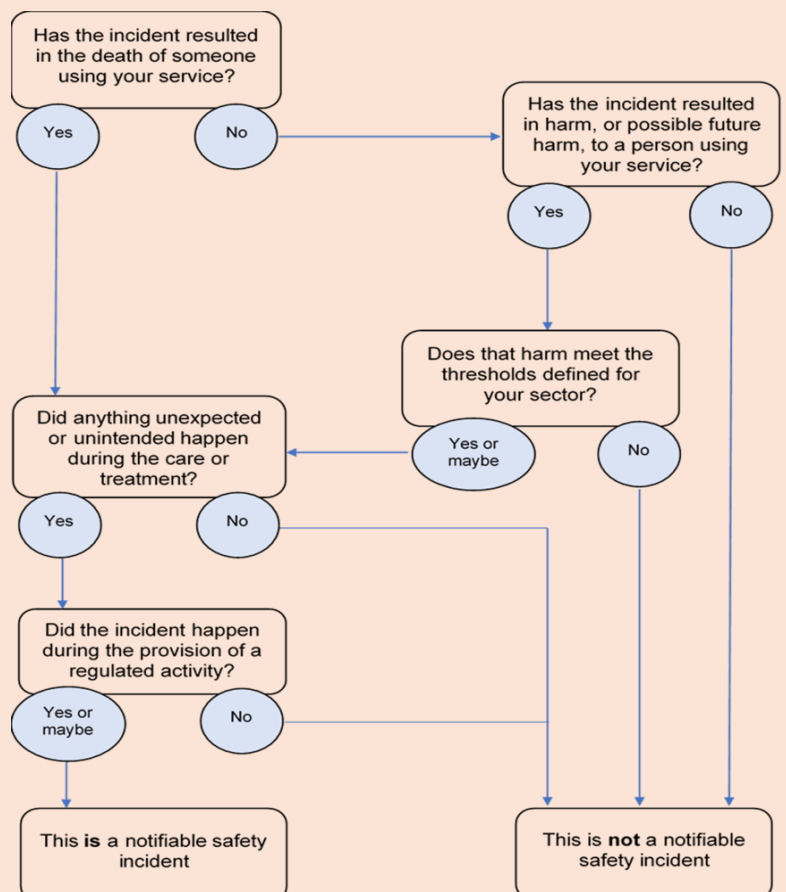 Has the incident resulted
in the death of someone
using your service?
Yes
No
Has the incident resulted
in harm, or possible future
harm, to a person using
your service?
Yes
No
Does that harm meet the
thresholds defined for
your sector?
Yes or
maybe
No
Did anything unexpected
or unintended happen
during the care or
treatment?
Yes
No
Did the incident happen
during the provision of a
regulated activity?
Yes or
maybe
No
This is a notifiable safety
incident
This is not a notifiable
safety incident